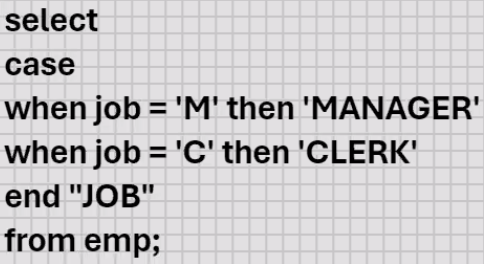 select
case
when job = 'M' then 'MANAGER'
when job = 'C' then 'CLERK'
end "JOB"
from emp;